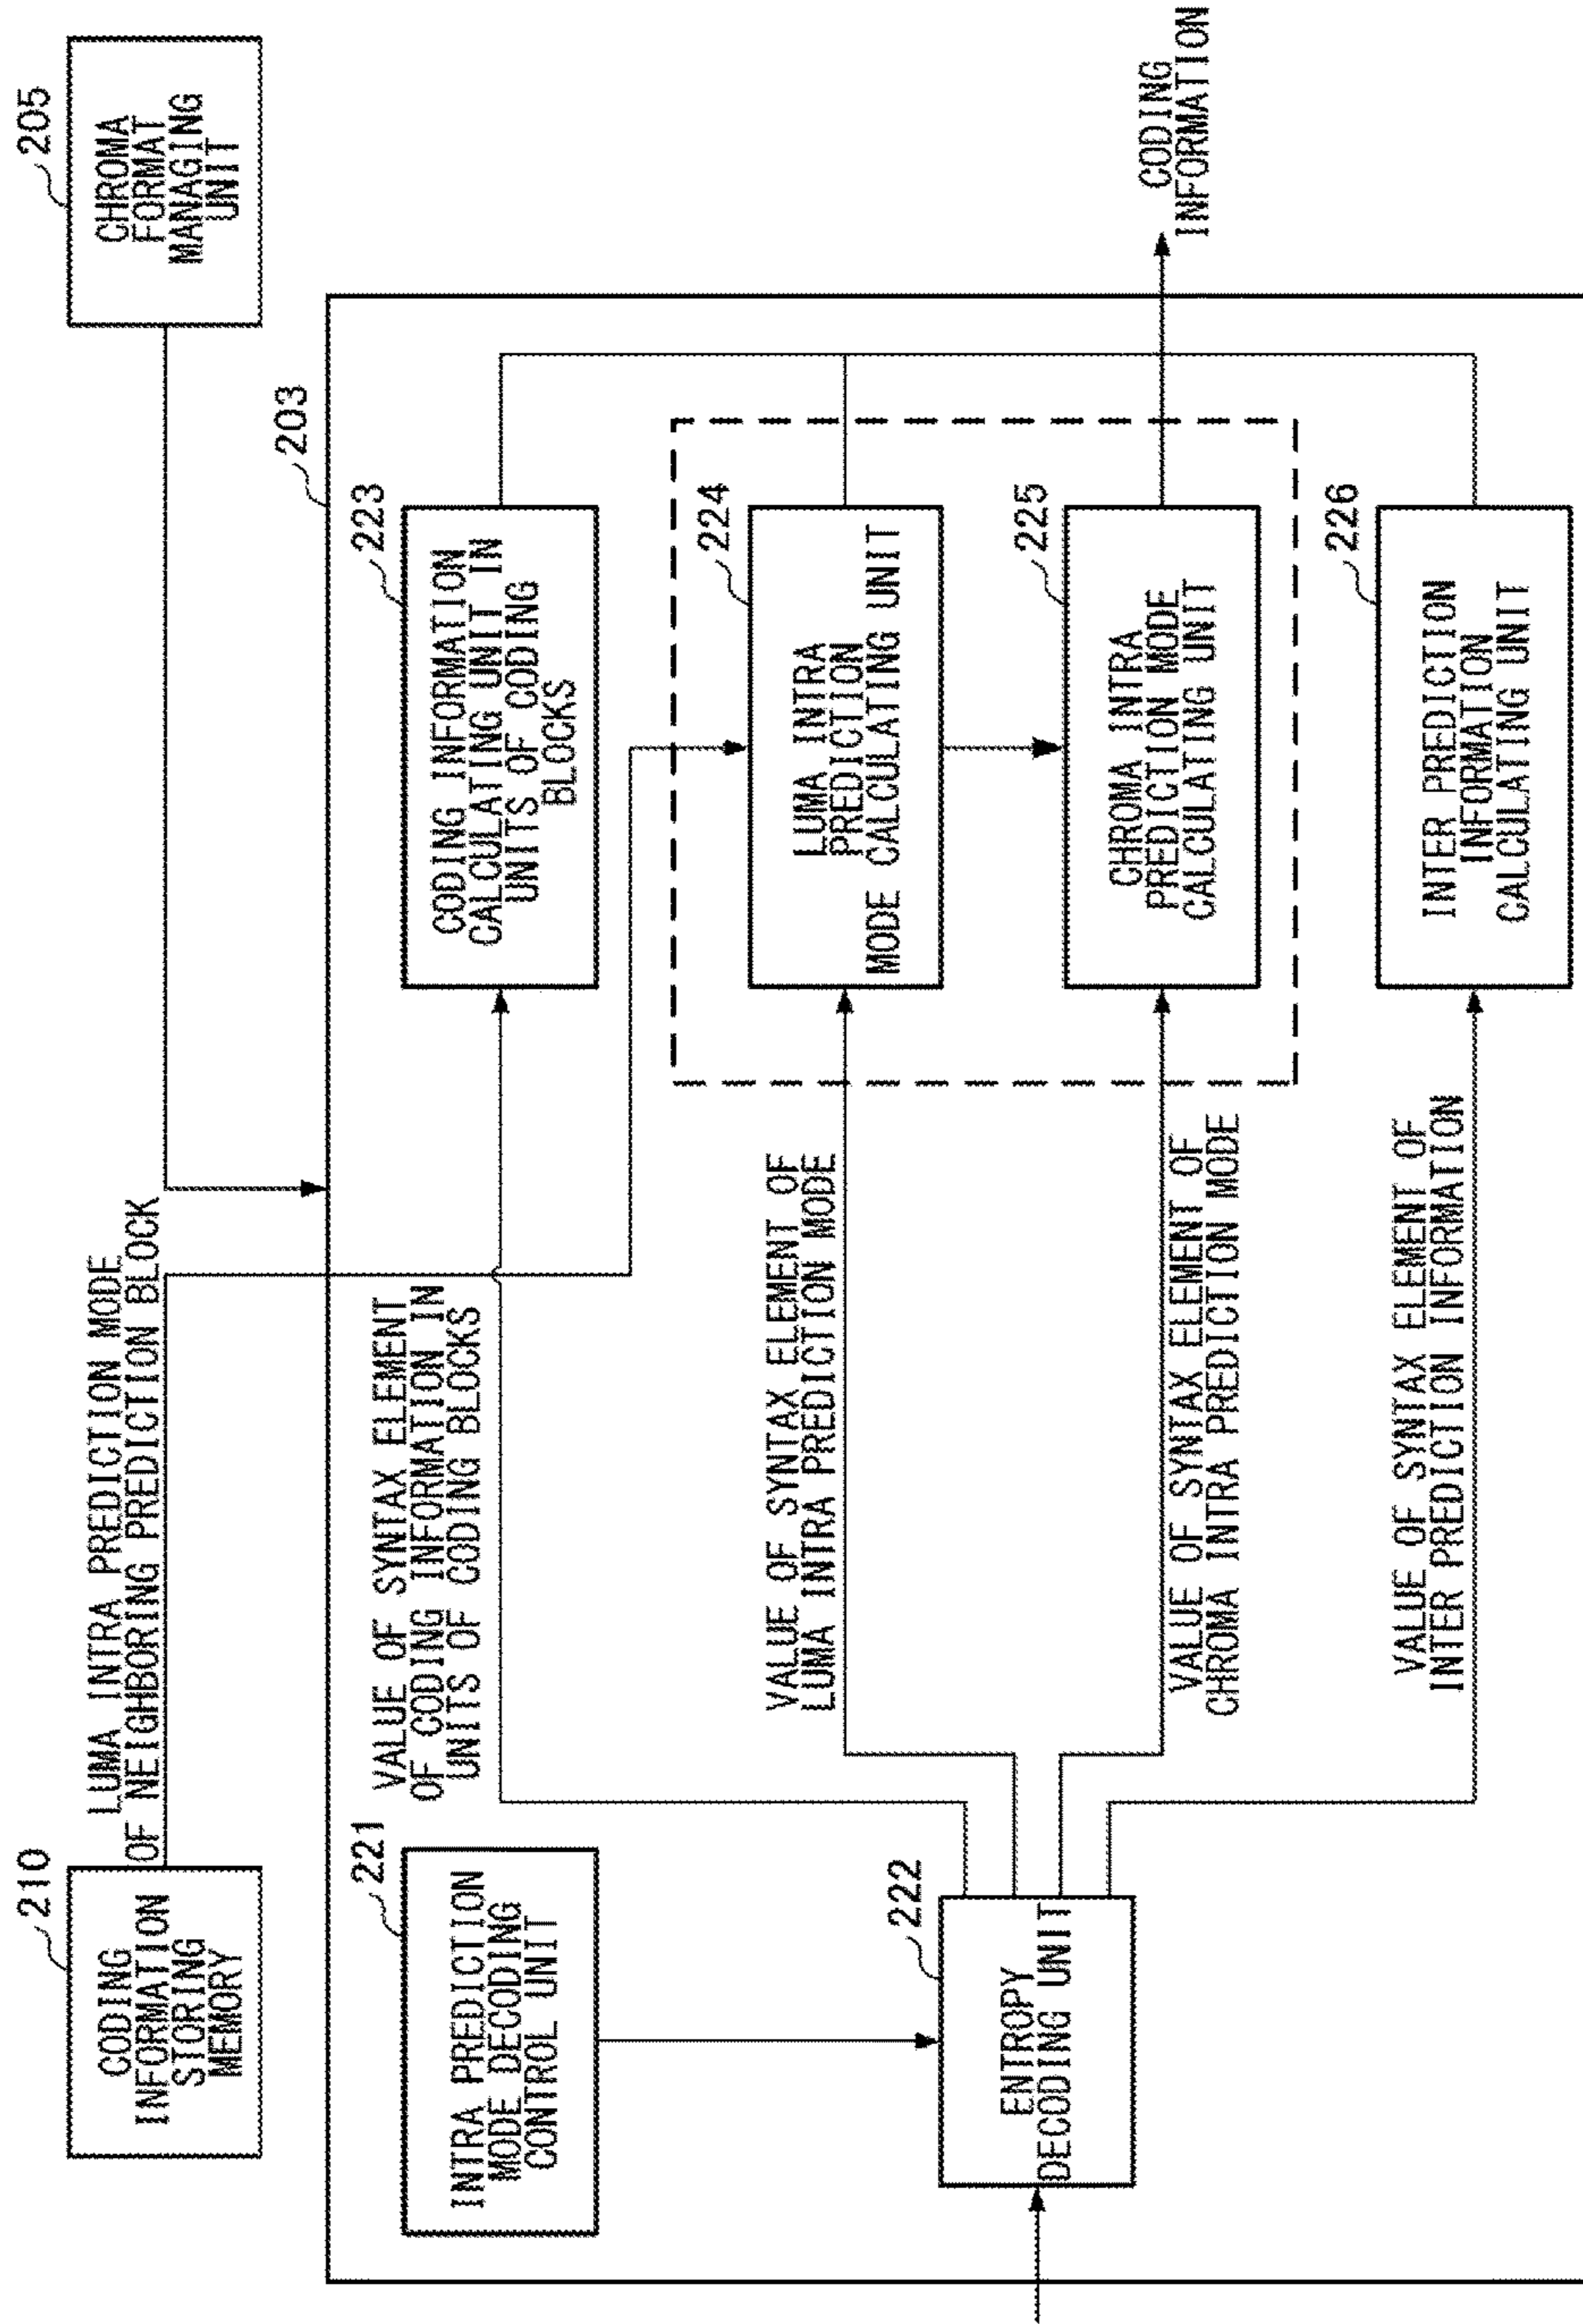 210
CODING
INFORMATION
STORING
MEMORY
LUMA INTRA PREDICTION MODE
OF NEIGHBORING PREDICTION BLOCK
205
CHROMA
FORMAT
MANAGING
UNIT
203
221
INTRA PREDICTION
MODE DECODING
CONTROL UNIT
VALUE OF SYNTAX ELEMENT
OF CODING INFORMATION IN
UNITS OF CODING BLOCKS
223
CODING INFORMATION
CALCULATING UNIT IN
UNITS OF CODING
BLOCKS
VALUE OF SYNTAX ELEMENT OF
LUMA INTRA PREDICTION MODE
224
LUMA INTRA
PREDICTION
MODE CALCULATING UNIT
222
ENTROPY
DECODING UNIT
VALUE OF SYNTAX ELEMENT OF
CHROMA INTRA PREDICTION MODE
225
CHROMA INTRA
PREDICTION MODE
CALCULATING UNIT
CODING
INFORMATION
VALUE OF SYNTAX ELEMENT OF
INTER PREDICTION INFORMATION
226
INTER PREDICTION
INFORMATION
CALCULATING UNIT